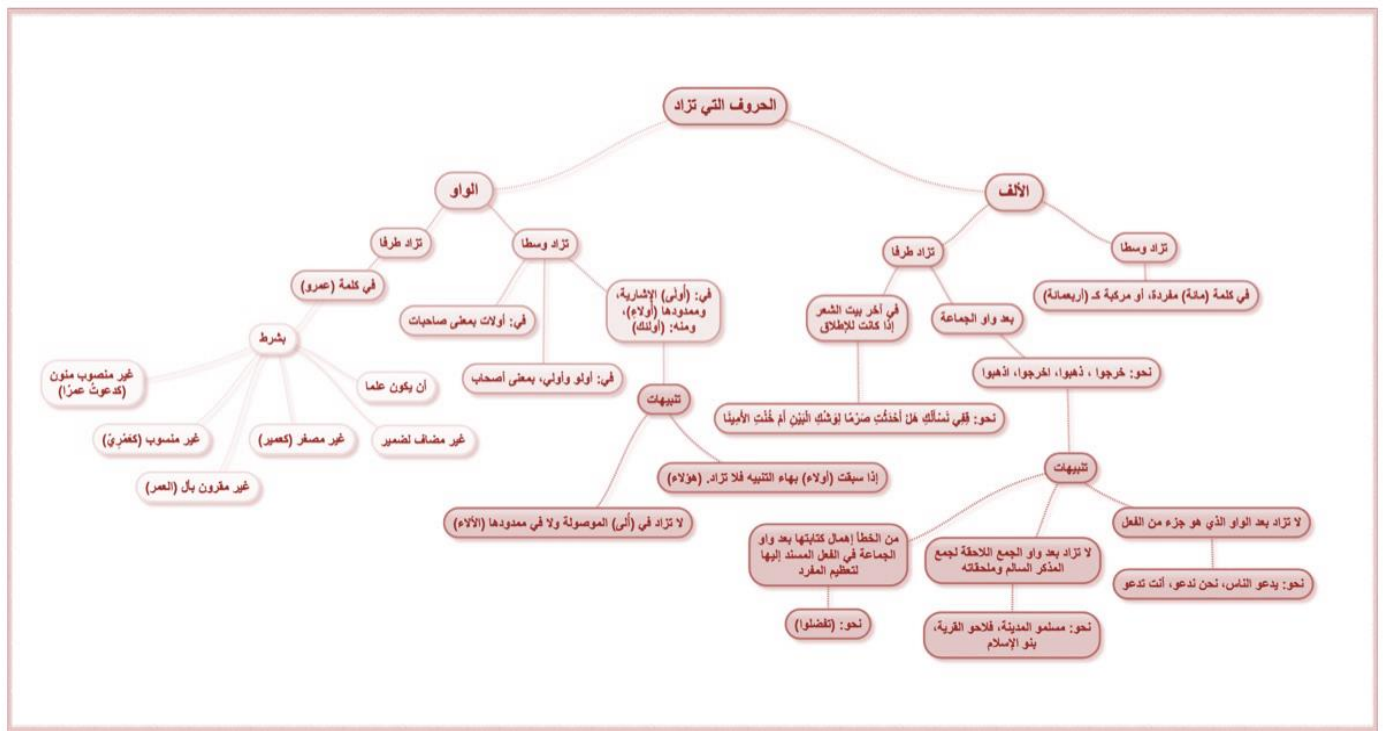 الحروف التي تزاد
الألف
تزاد وسطا
في كلمة (مائة) مفردة، أو مركبة كـ (أربعمائة)
تزاد طرفا
بعد واو الجماعة
نحو: خرجوا ، ذهبوا، اخرجوا، اذهبوا
تنبيهات
لا تزاد بعد الواو الذي هو جزء من الفعل
نحو: يدعو الناس، نحن ندعو، أنت تدعو
لا تزاد بعد واو الجمع اللاحقة لجمع
المذكر السالم وملحقاته
نحو: مسلمو المدينة، فلاحو القرية،
بنو الإسلام
من الخطأ إهمال كتابتها بعد واو
الجماعة في الفعل المسند إليها
لتعظيم المفرد
نحو: (تفضلوا)
في آخر بيت الشعر
إذا كانت للإطلاق
نحو: قِفِي نَسْأَلْكِ هَلْ أَحْدَثْتِ صَرْمًا لِوَشْكِ الْبَيْنِ أَمْ خُنْتِ الأَمِينَا
الواو
تزاد وسطا
في: (أُولَى) الإشارية،
وممدودها (أولاءِ)،
ومنه: (أولئك)
تنبيهات
إذا سبقت (أولاء) بهاء التنبيه فلا تزاد. (هؤلاء)
لا تزاد في (ألى) الموصولة ولا في ممدودها (الألاء)
في: أولو وأولي، بمعنى أصحاب
في: أولات بمعنى صاحبات
تزاد طرفا
في كلمة (عمرو)
بشرط
أن يكون علما
غير مضاف لضمير
غير مصغر (كعمير)
غير مقرون بأل (العمر)
غير منسوب (كعَمْرِيّ)
غير منصوب منون
(كدعوتُ عمرًا)